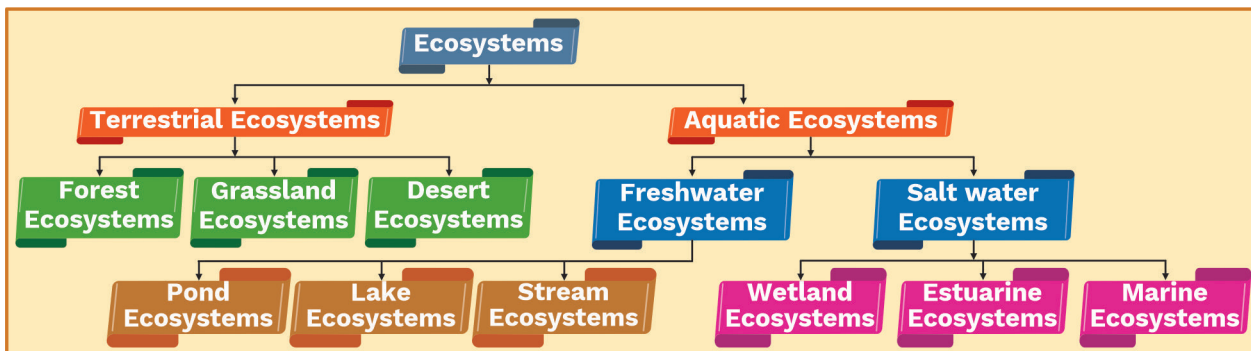 Ecosystems
Terrestrial Ecosystems
Aquatic Ecosystems
Forest
Ecosystems
Grassland
Ecosystems
Desert
Ecosystems
Freshwater
Ecosystems
Salt water
Ecosystems
Pond
Ecosystems
Lake
Ecosystems
Stream
Ecosystems
Wetland
Ecosystems
Estuarine
Ecosystems
Marine
Ecosystems